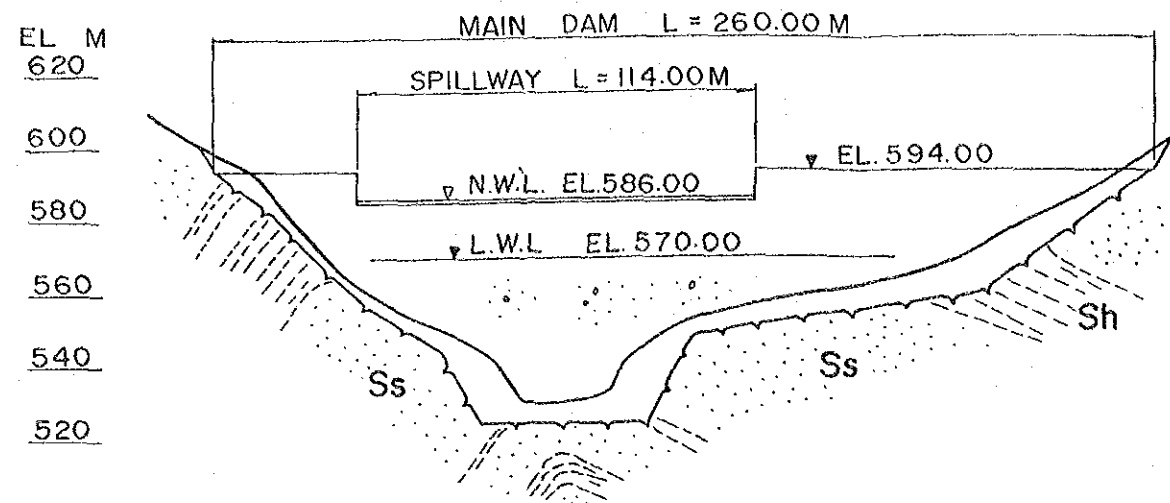 MAIN DAM L = 260.00 M
EL M
620
SPILLWAY L = 114.00 M
600
EL. 594.00
N.W.L. EL.586.00
580
L.W.L EL. 570.00
560
Sh
540
Ss
Ss
520